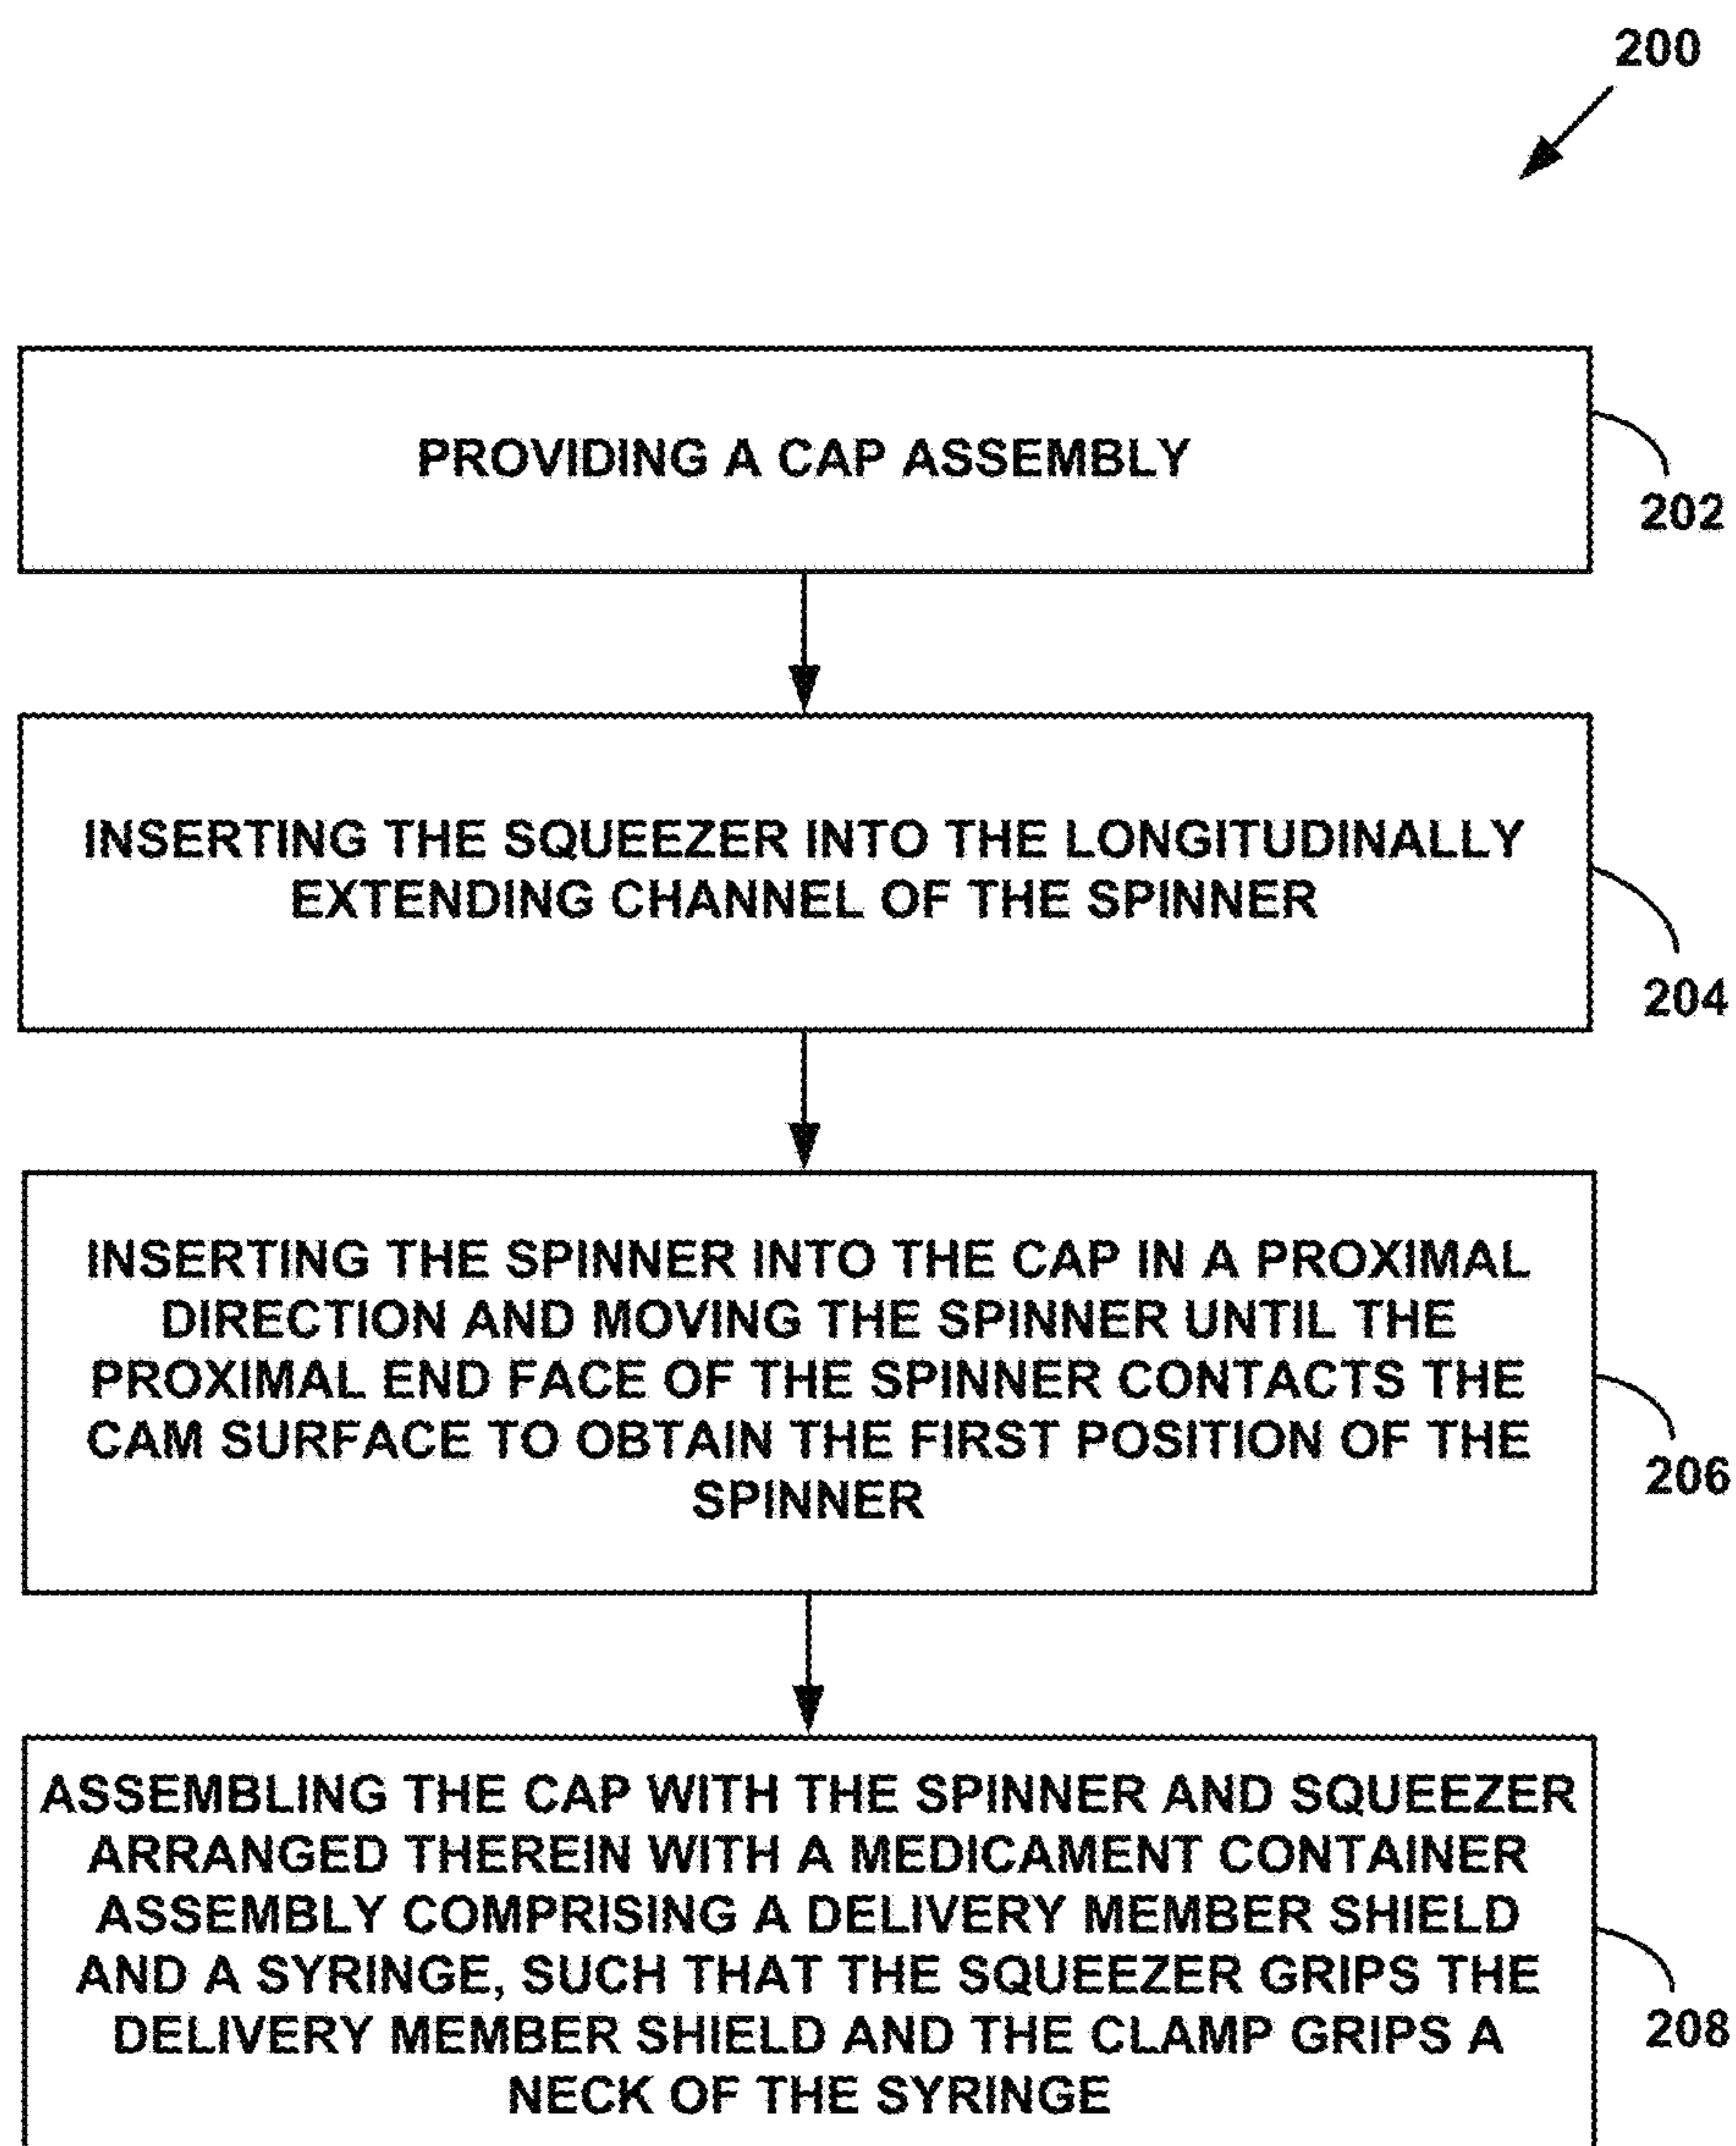 200
PROVIDING A CAP ASSEMBLY
202
INSERTING THE SQUEEZER INTO THE LONGITUDINALLY
EXTENDING CHANNEL OF THE SPINNER
204
INSERTING THE SPINNER INTO THE CAP IN A PROXIMAL
DIRECTION AND MOVING THE SPINNER UNTIL THE
PROXIMAL END FACE OF THE SPINNER CONTACTS THE
CAM SURFACE TO OBTAIN THE FIRST POSITION OF THE
SPINNER
206
ASSEMBLING THE CAP WITH THE SPINNER AND SQUEEZER
ARRANGED THEREIN WITH A MEDICAMENT CONTAINER
ASSEMBLY COMPRISING A DELIVERY MEMBER SHIELD
AND A SYRINGE, SUCH THAT THE SQUEEZER GRIPS THE
DELIVERY MEMBER SHIELD AND THE CLAMP GRIPS A
NECK OF THE SYRINGE
208